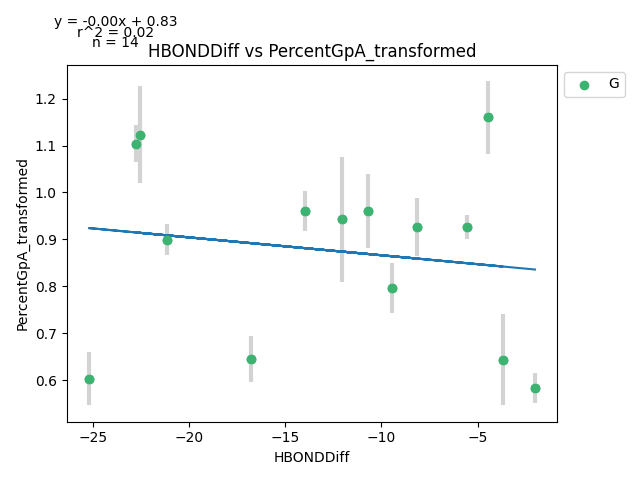 y = -0.00x + 0.83
r^2 = 0.02
n = 14
HBONDDiff vs PercentGpA_transformed
G
PercentGpA_transformed
1.2
1.1
1.0
0.9
0.8
0.7
0.6
−25
−20
−15
−10
−5
HBONDDiff